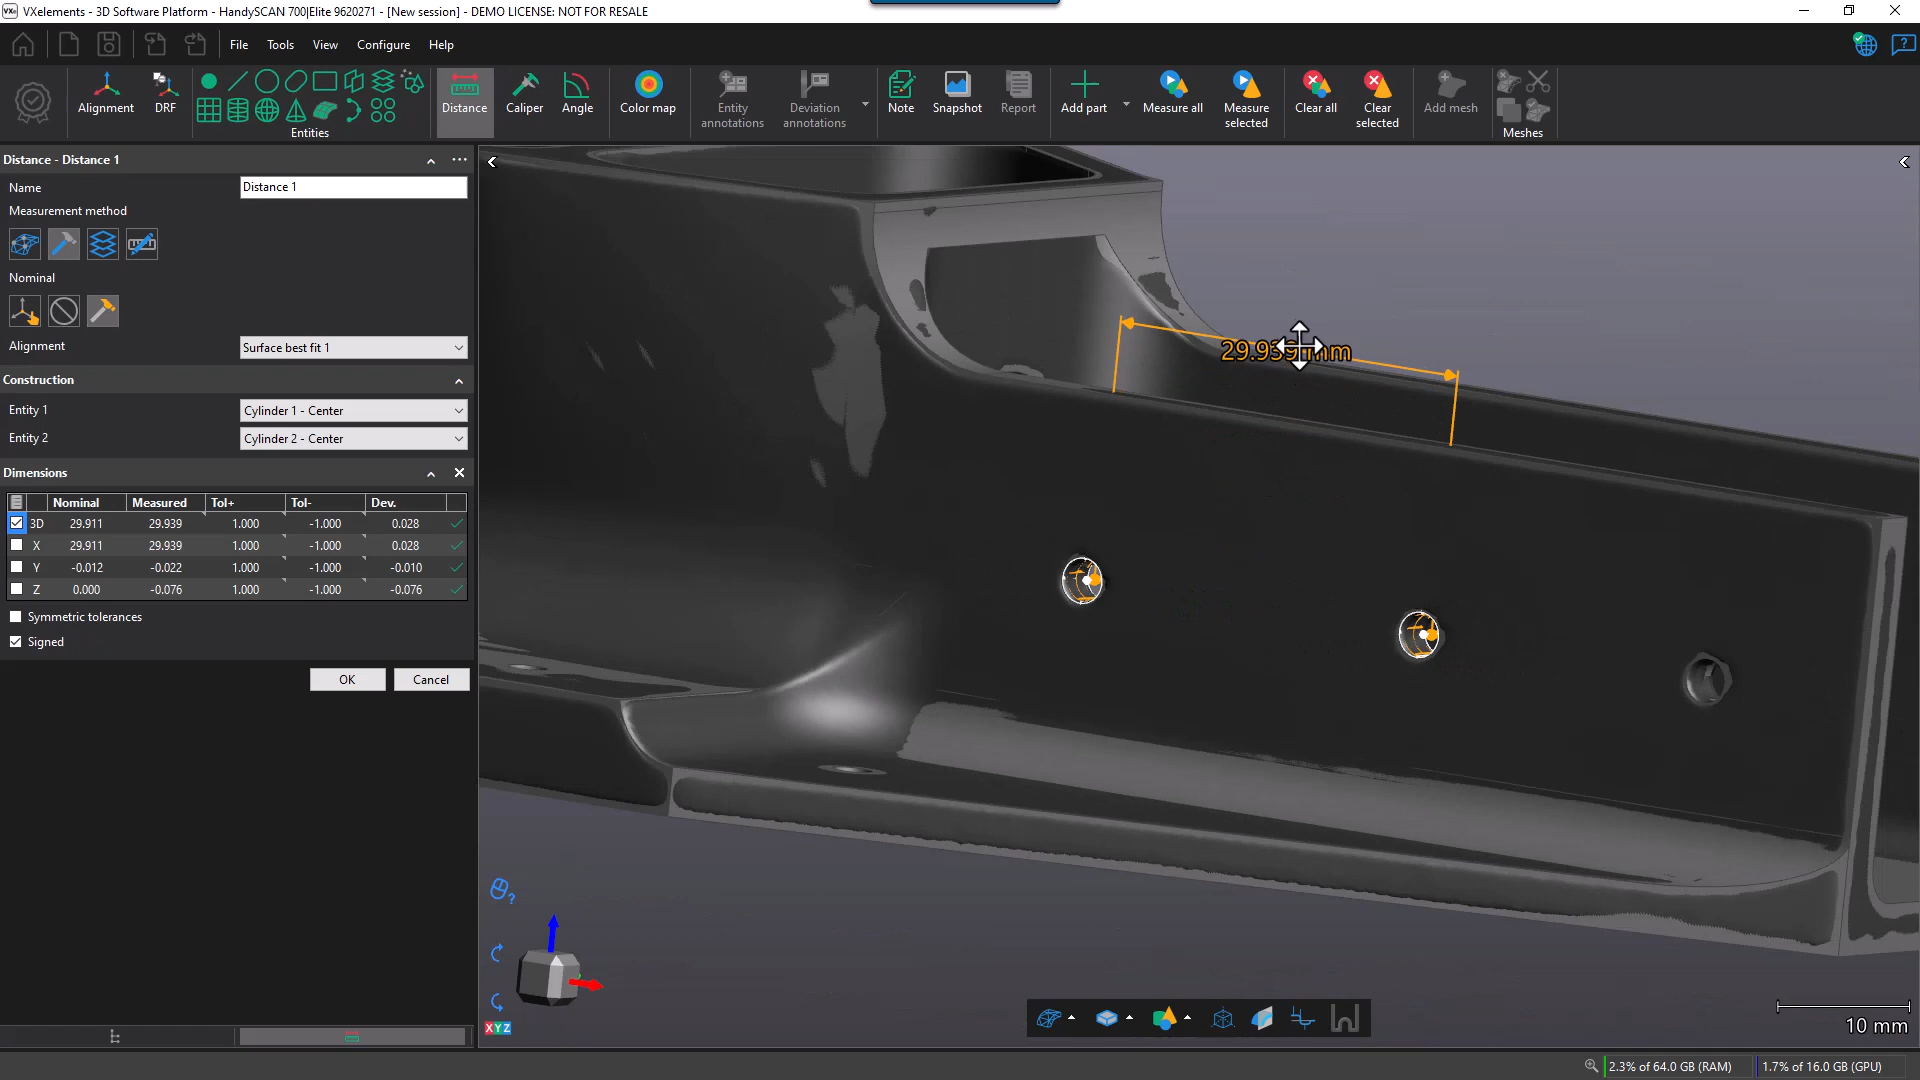 VXelements - 3D Software Platform - HandySCAN 700|Elite 9620271 - [New session] - DEMO LICENSE: NOT FOR RESALE
File Tools View Configure Help
Alignment DRF Entities Distance Caliper Angle Color map Entity annotations Deviation annotations Note Snapshot Report Add part Measure all Measure selected Clear all Clear selected Add mesh Meshes
Distance - Distance 1
Name Distance 1
Measurement method
Nominal
Alignment Surface best fit 1
Construction
Entity 1 Cylinder 1 - Center
Entity 2 Cylinder 2 - Center
Dimensions
Nominal Measured Tol+ Tol- Dev.
3D 29.911 29.939 1.000 -1.000 0.028
X 29.911 29.939 1.000 -1.000 0.028
Y -0.012 -0.022 1.000 -1.000 -0.010
Z 0.000 -0.076 1.000 -1.000 -0.076
Symmetric tolerances
Signed
OK Cancel
29.939 mm
XYZ
10 mm
2.3% of 64.0 GB (RAM) 1.7% of 16.0 GB (GPU)